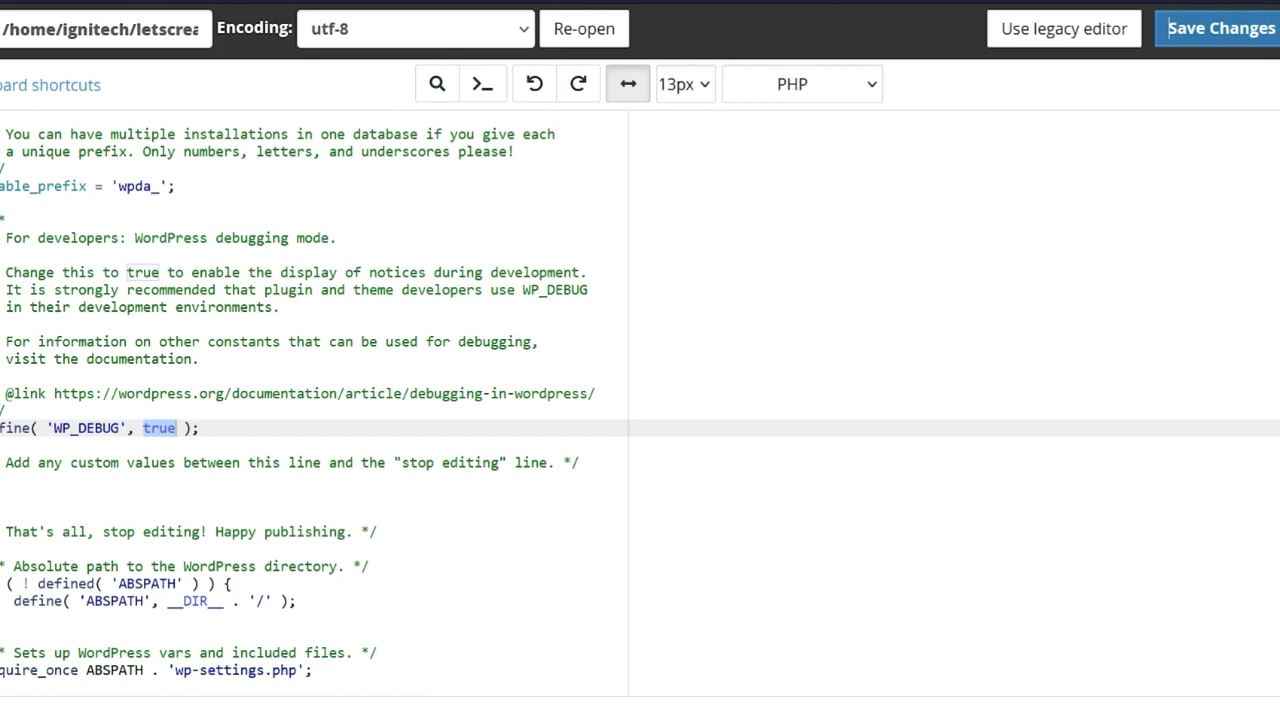 /home/ignitech/letscrea Encoding: utf-8 Re-open Use legacy editor Save Changes
ard shortcuts 13px PHP
You can have multiple installations in one database if you give each
a unique prefix. Only numbers, letters, and underscores please!
/
able_prefix = 'wpda_';
*
For developers: WordPress debugging mode.
Change this to true to enable the display of notices during development.
It is strongly recommended that plugin and theme developers use WP_DEBUG
in their development environments.
For information on other constants that can be used for debugging,
visit the documentation.
@link https://wordpress.org/documentation/article/debugging-in-wordpress/
/
fine( 'WP_DEBUG', true );
Add any custom values between this line and the "stop editing" line. */
That's all, stop editing! Happy publishing. */
* Absolute path to the WordPress directory. */
( ! defined( 'ABSPATH' ) ) {
define( 'ABSPATH', __DIR__ . '/' );
* Sets up WordPress vars and included files. */
quire_once ABSPATH . 'wp-settings.php';